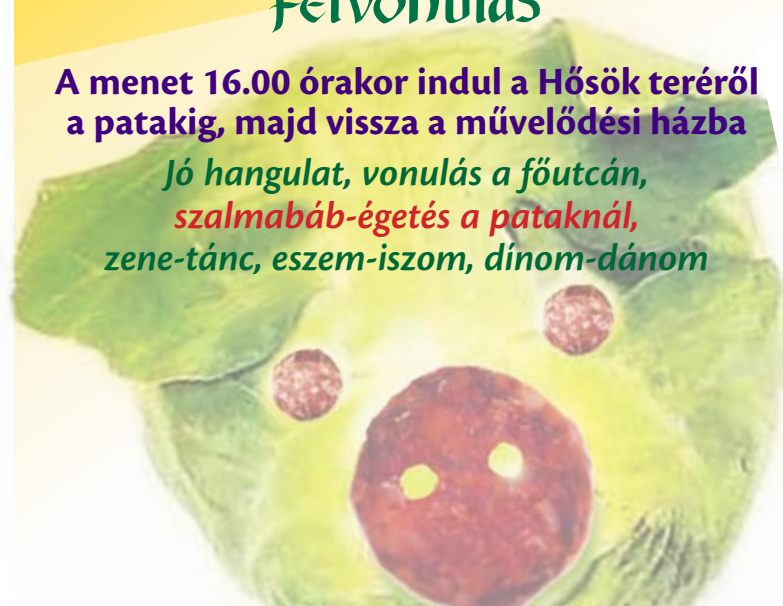 Felvonulás
A menet 16.00 órakor indul a Hősök teréről
a patakig, majd vissza a művelődési házba
Jó hangulat, vonulás a főutcán,
szalmabáb-égetés a pataknál,
zene-tánc, eszem-iszom, dínom-dánom